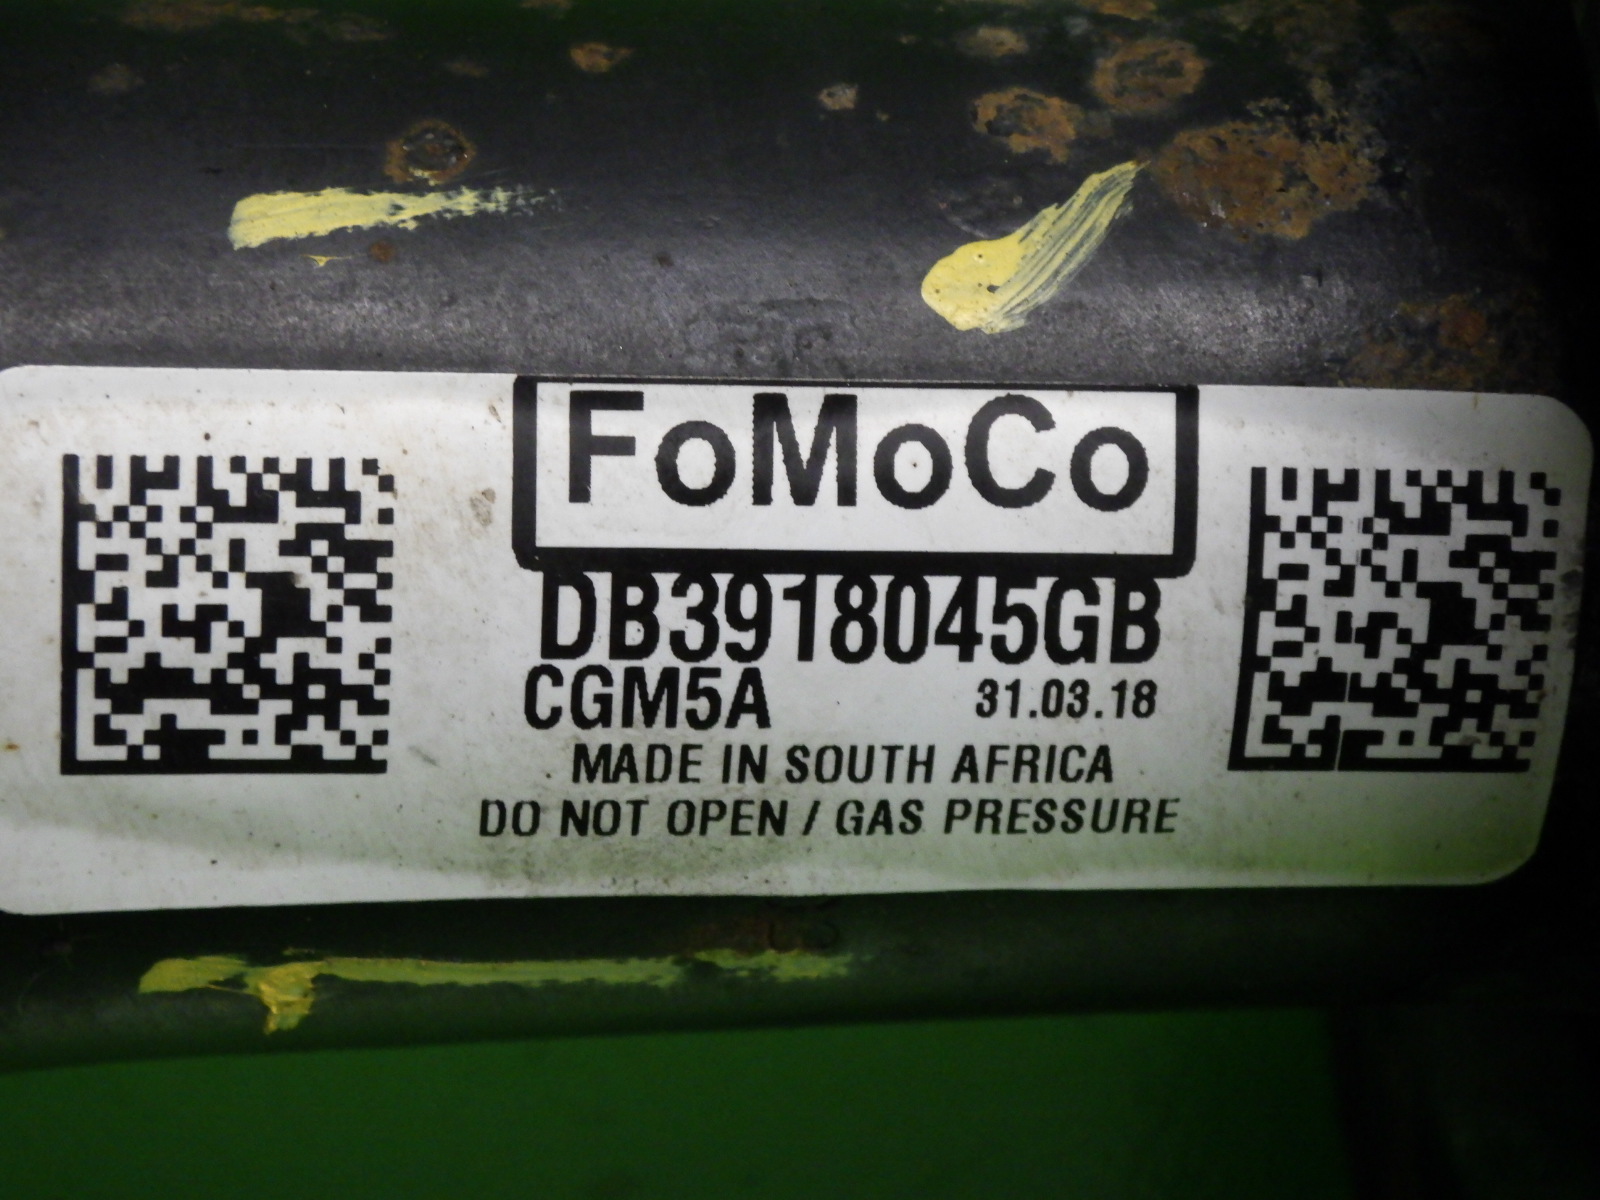 FoMoCo
DB3918045GB
CGM5A 31.03.18
MADE IN SOUTH AFRICA
DO NOT OPEN / GAS PRESSURE